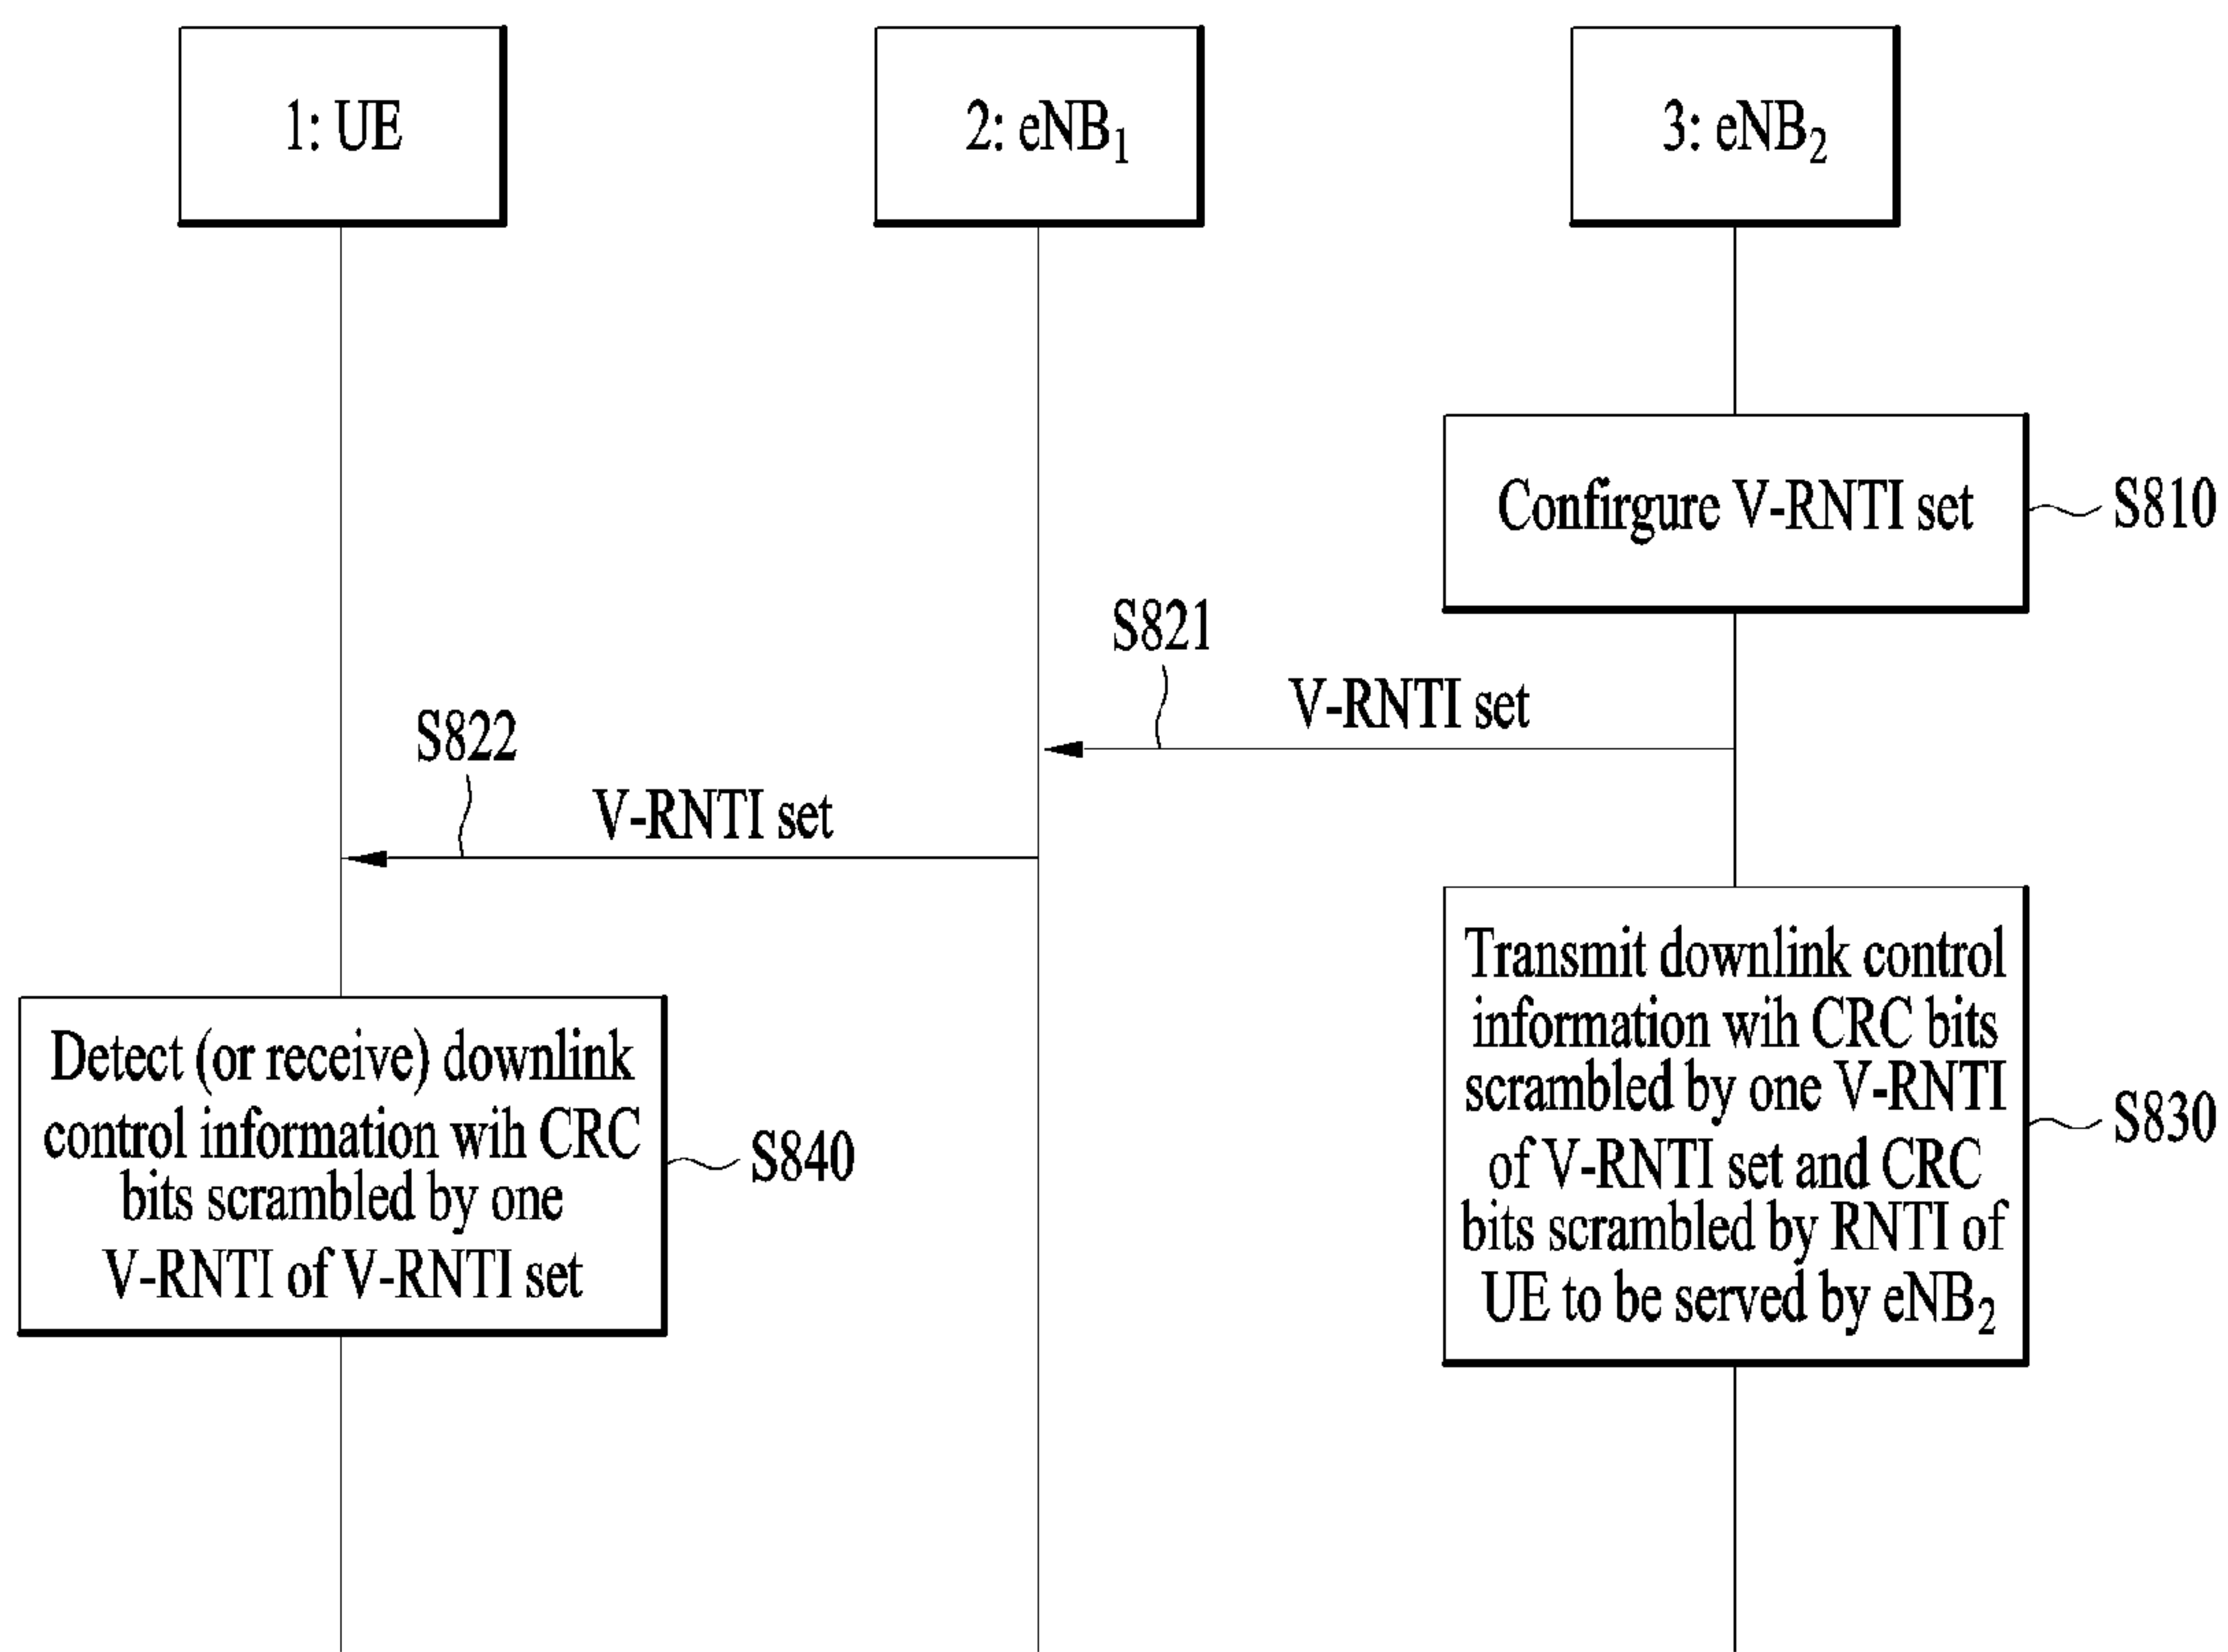 1: UE
2: eNB₁
3: eNB₂
Confirgure V-RNTI set
S810
S821
V-RNTI set
S822
V-RNTI set
Transmit downlink control
information wih CRC bits
scrambled by one V-RNTI
of V-RNTI set and CRC
bits scrambled by RNTI of
UE to be served by eNB₂
S830
Detect (or receive) downlink
control information wih CRC
bits scrambled by one
V-RNTI of V-RNTI set
S840